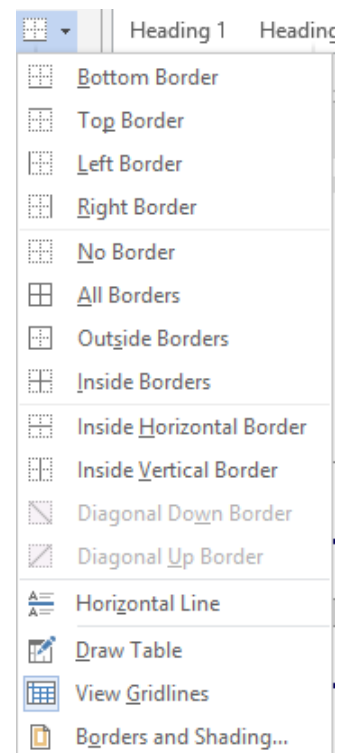 Heading 1 Heading
Bottom Border
Top Border
Left Border
Right Border
No Border
All Borders
Outside Borders
Inside Borders
Inside Horizontal Border
Inside Vertical Border
Diagonal Down Border
Diagonal Up Border
Horizontal Line
Draw Table
View Gridlines
Borders and Shading...